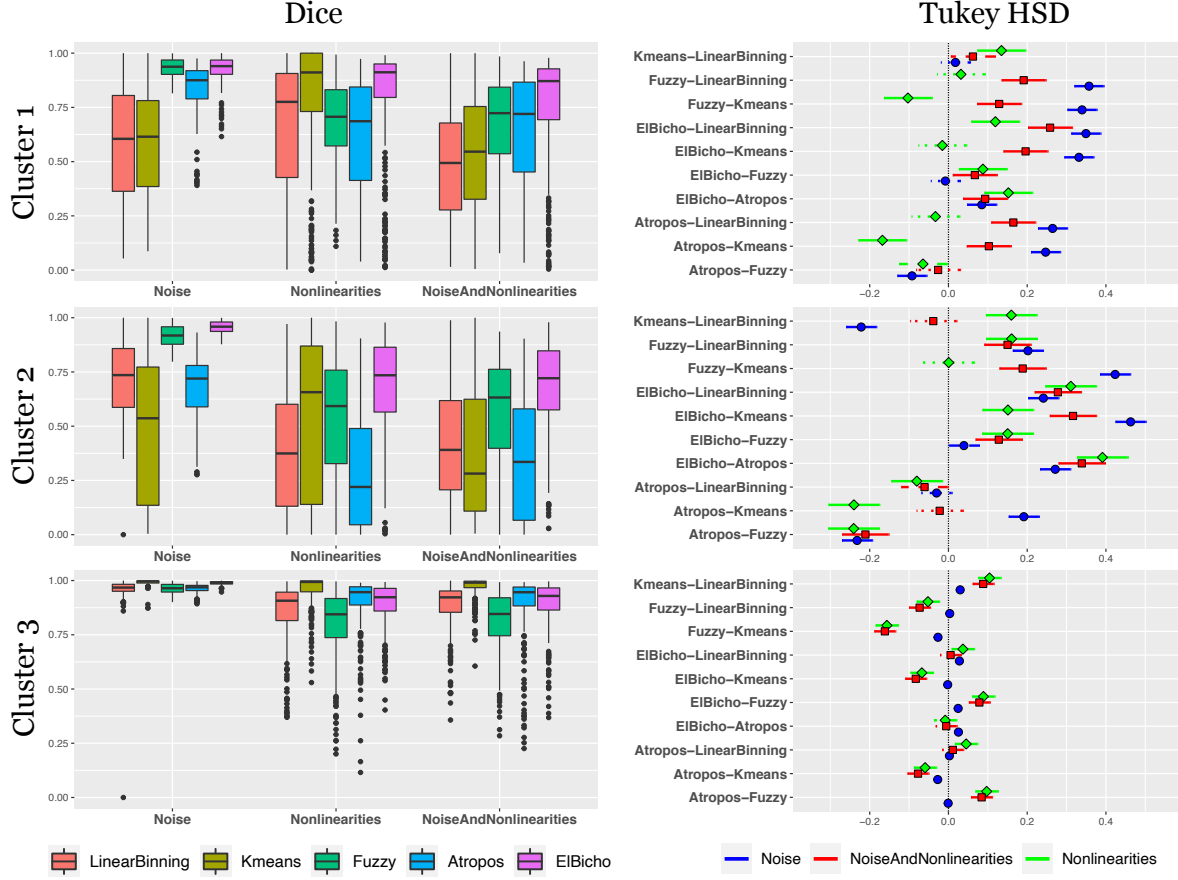 Dice
Tukey HSD
Cluster 1
1.00
0.75
0.50
0.25
0.00
Noise
Nonlinearities
NoiseAndNonlinearities
Kmeans−LinearBinning
Fuzzy−LinearBinning
Fuzzy−Kmeans
ElBicho−LinearBinning
ElBicho−Kmeans
ElBicho−Fuzzy
ElBicho−Atropos
Atropos−LinearBinning
Atropos−Kmeans
Atropos−Fuzzy
−0.2
0.0
0.2
0.4
Cluster 2
1.00
0.75
0.50
0.25
0.00
Noise
Nonlinearities
NoiseAndNonlinearities
Kmeans−LinearBinning
Fuzzy−LinearBinning
Fuzzy−Kmeans
ElBicho−LinearBinning
ElBicho−Kmeans
ElBicho−Fuzzy
ElBicho−Atropos
Atropos−LinearBinning
Atropos−Kmeans
Atropos−Fuzzy
−0.2
0.0
0.2
0.4
Cluster 3
1.00
0.75
0.50
0.25
0.00
Noise
Nonlinearities
NoiseAndNonlinearities
Kmeans−LinearBinning
Fuzzy−LinearBinning
Fuzzy−Kmeans
ElBicho−LinearBinning
ElBicho−Kmeans
ElBicho−Fuzzy
ElBicho−Atropos
Atropos−LinearBinning
Atropos−Kmeans
Atropos−Fuzzy
−0.2
0.0
0.2
0.4
LinearBinning Kmeans Fuzzy Atropos ElBicho
Noise NoiseAndNonlinearities Nonlinearities